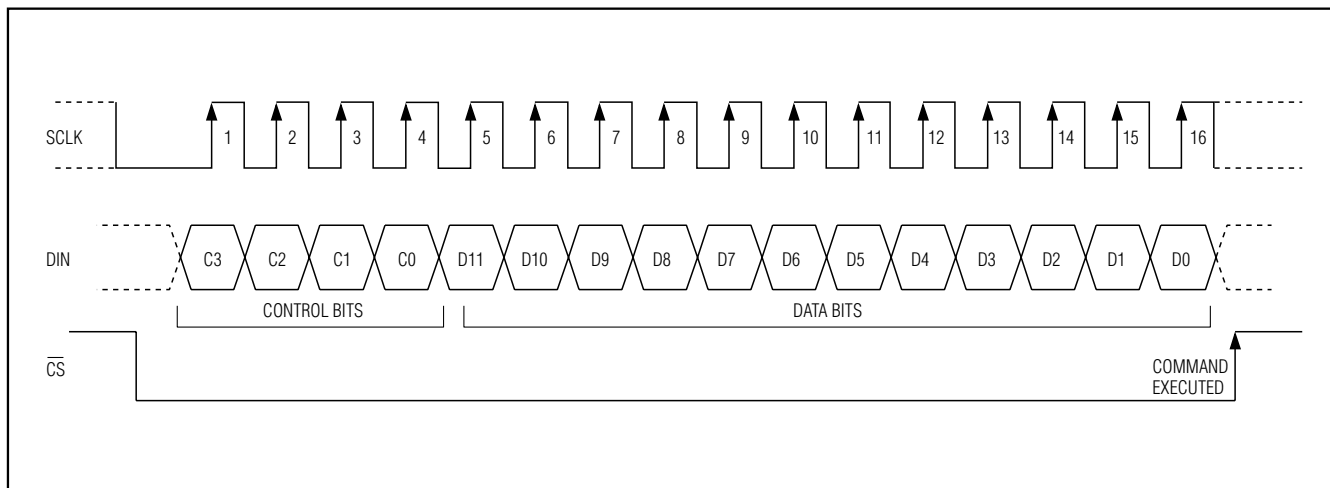 SCLK 1 2 3 4 5 6 7 8 9 10 11 12 13 14 15 16
DIN C3 C2 C1 C0 D11 D10 D9 D8 D7 D6 D5 D4 D3 D2 D1 D0
CONTROL BITS DATA BITS
C̅S̅ COMMAND
EXECUTED